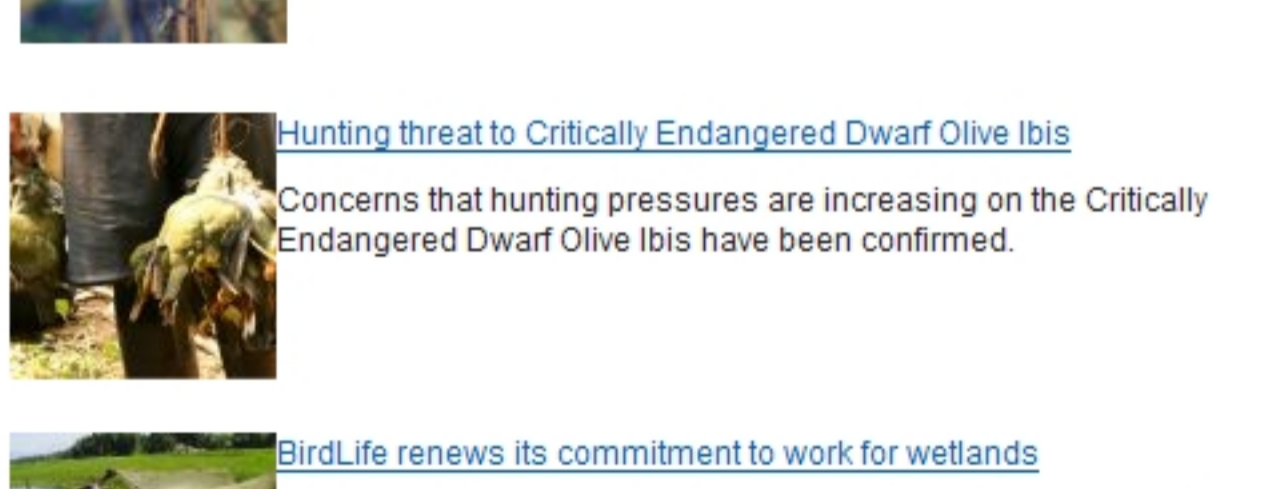 Hunting threat to Critically Endangered Dwarf Olive Ibis
Concerns that hunting pressures are increasing on the Critically
Endangered Dwarf Olive Ibis have been confirmed.
BirdLife renews its commitment to work for wetlands